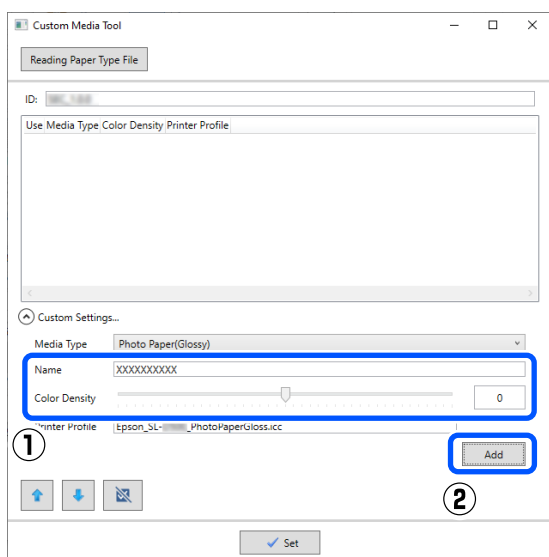 Custom Media Tool
Reading Paper Type File
ID:
Use Media Type Color Density Printer Profile
Custom Settings...
Media Type Photo Paper(Glossy)
Name XXXXXXXXXX
Color Density 0
Printer Profile Epson_SL- _PhotoPaperGloss.icc
①
Add
②
Set